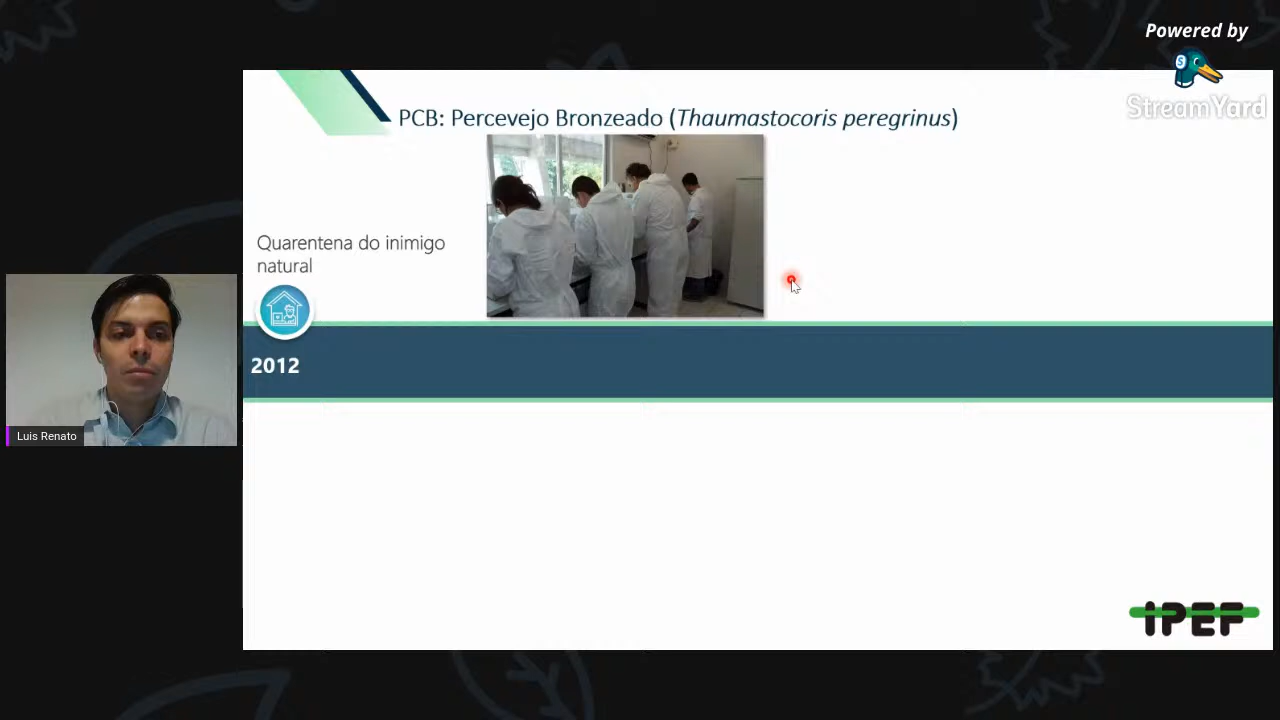 Powered by
StreamYard
PCB: Percevejo Bronzeado (Thaumastocoris peregrinus)
Quarentena do inimigo
natural
2012
Luis Renato
IPEF